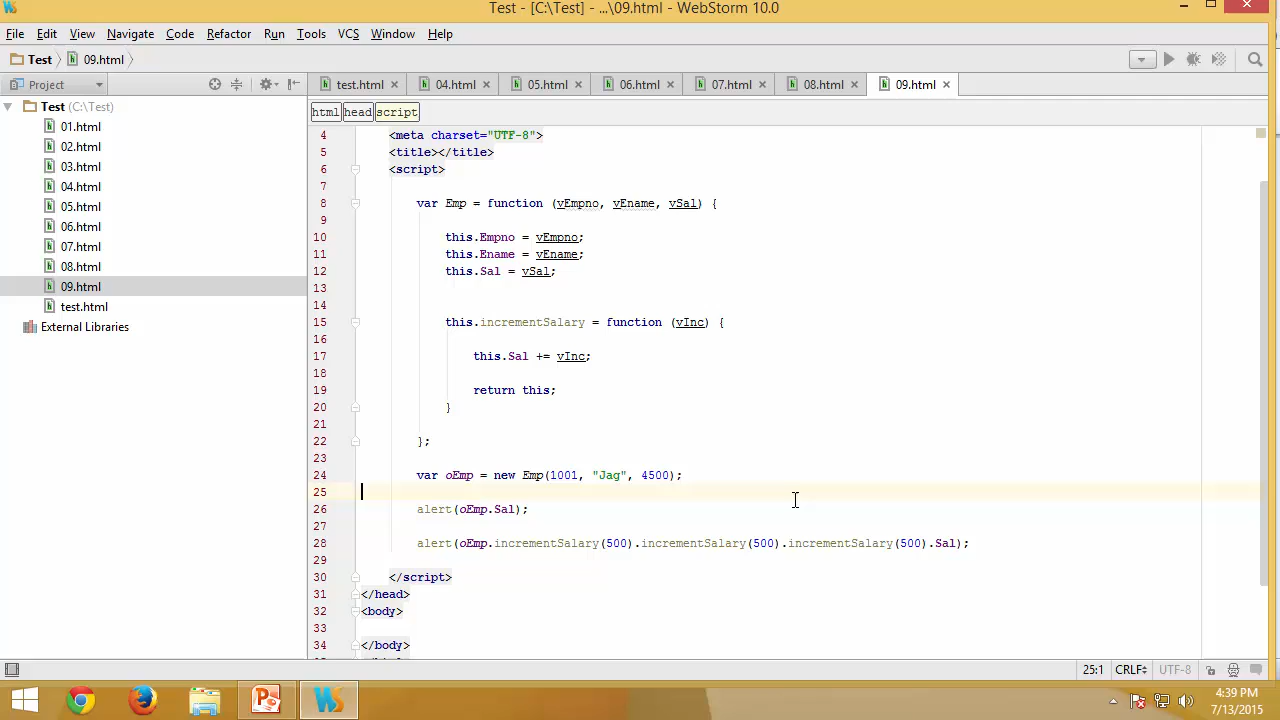 Test - [C:\Test] - ...\09.html - WebStorm 10.0
File Edit View Navigate Code Refactor Run Tools VCS Window Help
Test 09.html
Project
test.html 04.html 05.html 06.html 07.html 08.html 09.html
Test (C:\Test)
01.html
02.html
03.html
04.html
05.html
06.html
07.html
08.html
09.html
test.html
External Libraries
html head script
4 <meta charset="UTF-8">
5 <title></title>
6 <script>
7
8 var Emp = function (vEmpno, vEname, vSal) {
9
10 this.Empno = vEmpno;
11 this.Ename = vEname;
12 this.Sal = vSal;
13
14
15 this.incrementSalary = function (vInc) {
16
17 this.Sal += vInc;
18
19 return this;
20 }
21
22 };
23
24 var oEmp = new Emp(1001, "Jag", 4500);
25
26 alert(oEmp.Sal);
27
28 alert(oEmp.incrementSalary(500).incrementSalary(500).incrementSalary(500).Sal);
29
30 </script>
31 </head>
32 <body>
33
34 </body>
25:1 CRLF UTF-8
4:39 PM
7/13/2015